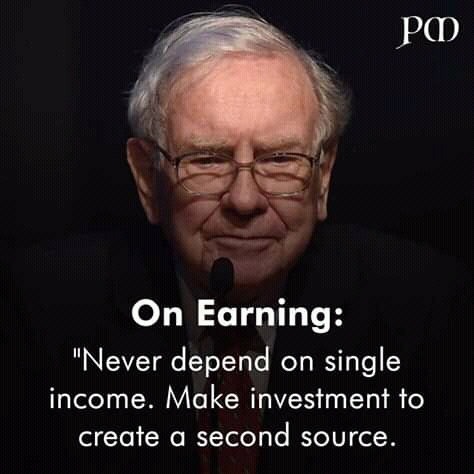 PM
On Earning:
"Never depend on single
income. Make investment to
create a second source.